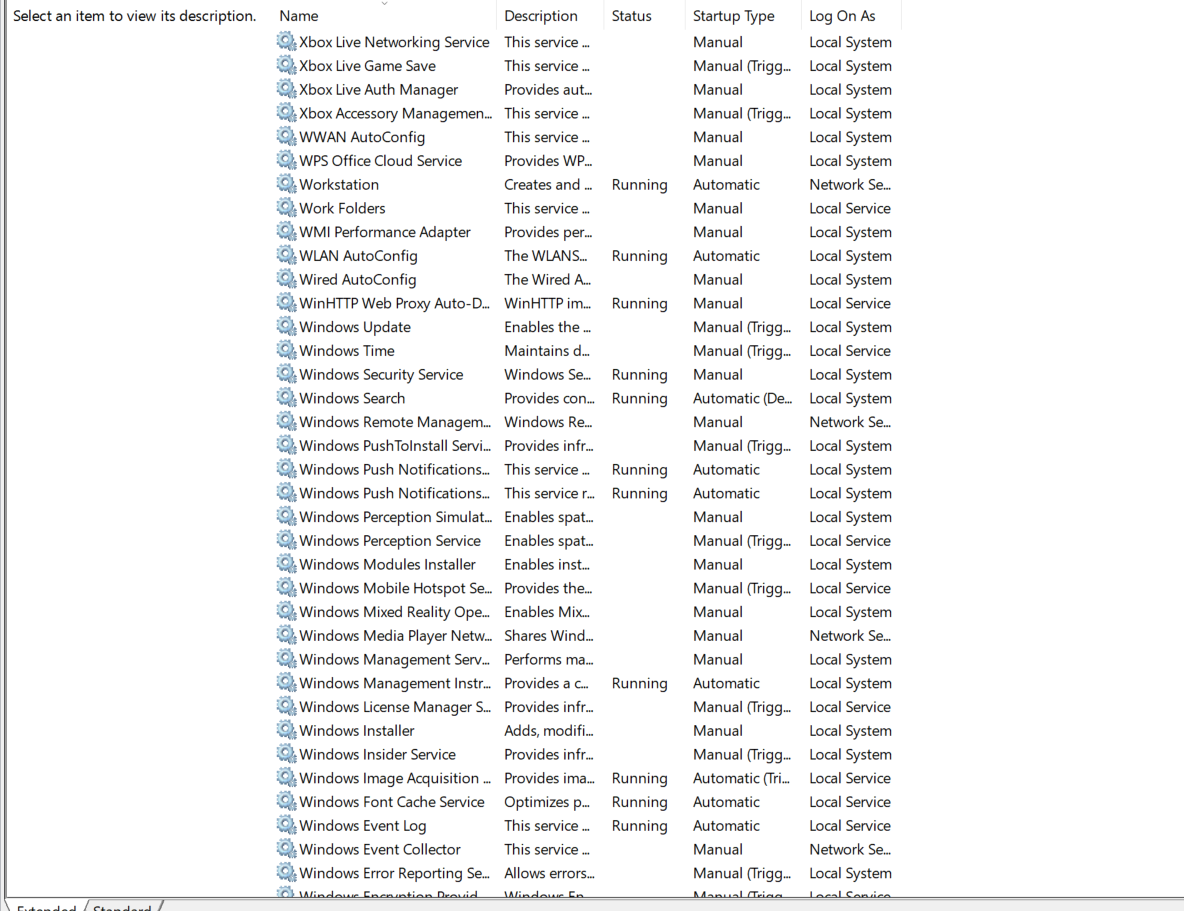 Select an item to view its description. Name Description Status Startup Type Log On As
Xbox Live Networking Service This service ... Manual Local System
Xbox Live Game Save This service ... Manual (Trigg... Local System
Xbox Live Auth Manager Provides aut... Manual Local System
Xbox Accessory Managemen... This service ... Manual (Trigg... Local System
WWAN AutoConfig This service ... Manual Local System
WPS Office Cloud Service Provides WP... Manual Local System
Workstation Creates and ... Running Automatic Network Se...
Work Folders This service ... Manual Local Service
WMI Performance Adapter Provides per... Manual Local System
WLAN AutoConfig The WLANS... Running Automatic Local System
Wired AutoConfig The Wired A... Manual Local System
WinHTTP Web Proxy Auto-D... WinHTTP im... Running Manual Local Service
Windows Update Enables the ... Manual (Trigg... Local System
Windows Time Maintains d... Manual (Trigg... Local Service
Windows Security Service Windows Se... Running Manual Local System
Windows Search Provides con... Running Automatic (De... Local System
Windows Remote Managem... Windows Re... Manual Network Se...
Windows PushToInstall Servi... Provides infr... Manual (Trigg... Local System
Windows Push Notifications... This service ... Running Automatic Local System
Windows Push Notifications... This service r... Running Automatic Local System
Windows Perception Simulat... Enables spat... Manual Local System
Windows Perception Service Enables spat... Manual (Trigg... Local Service
Windows Modules Installer Enables inst... Manual Local System
Windows Mobile Hotspot Se... Provides the... Manual (Trigg... Local Service
Windows Mixed Reality Ope... Enables Mix... Manual Local System
Windows Media Player Netw... Shares Wind... Manual Network Se...
Windows Management Serv... Performs ma... Manual Local System
Windows Management Instr... Provides a c... Running Automatic Local System
Windows License Manager S... Provides infr... Manual (Trigg... Local Service
Windows Installer Adds, modifi... Manual Local System
Windows Insider Service Provides infr... Manual (Trigg... Local System
Windows Image Acquisition ... Provides ima... Running Automatic (Tri... Local Service
Windows Font Cache Service Optimizes p... Running Automatic Local Service
Windows Event Log This service ... Running Automatic Local Service
Windows Event Collector This service ... Manual Network Se...
Windows Error Reporting Se... Allows errors... Manual (Trigg... Local System
Windows Encryption Provid... Windows En... Manual (Trigg... Local Service
Extended Standard